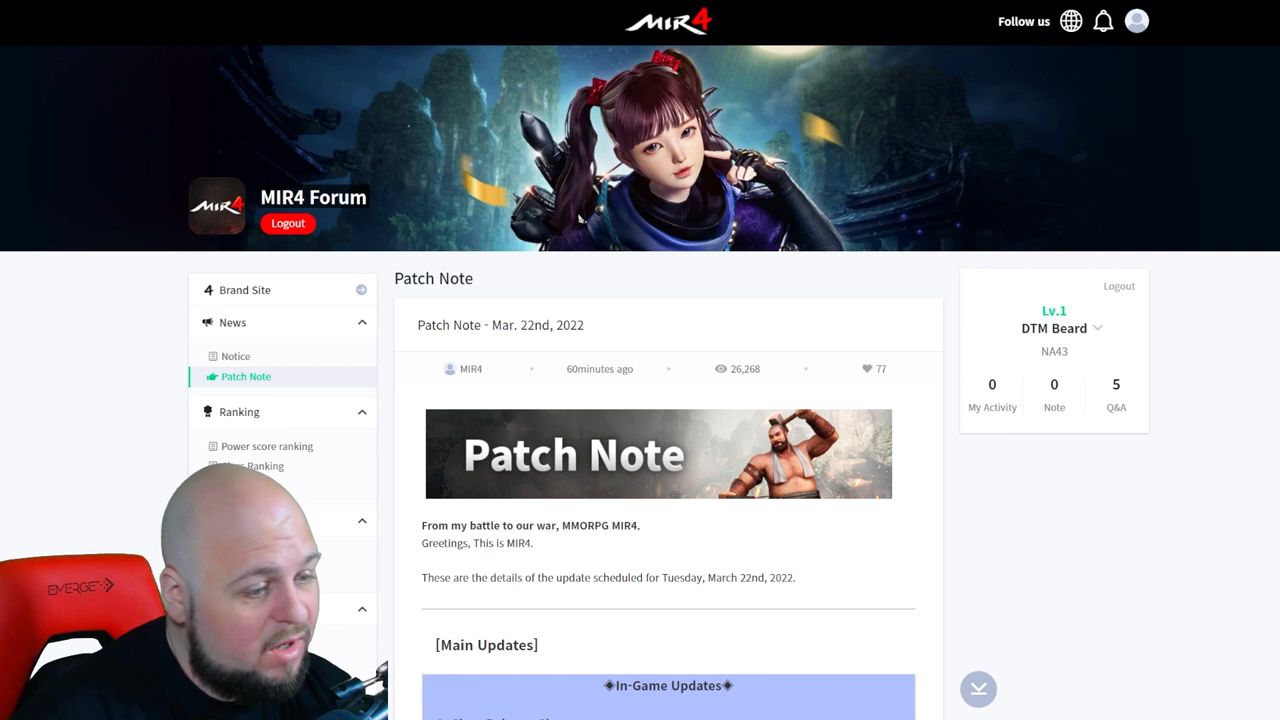 MIR4
Follow us
MIR4
MIR4 Forum
Logout
4 Brand Site
News
Notice
Patch Note
Ranking
Power score ranking
Ranking
EMERGE
Patch Note
Patch Note - Mar. 22nd, 2022
MIR4 • 60minutes ago • 26,268 • 77
Patch Note
From my battle to our war, MMORPG MIR4.
Greetings, This is MIR4.
These are the details of the update scheduled for Tuesday, March 22nd, 2022.
[Main Updates]
◈In-Game Updates◈
Logout
Lv.1
DTM Beard
NA43
0 0 5
My Activity Note Q&A